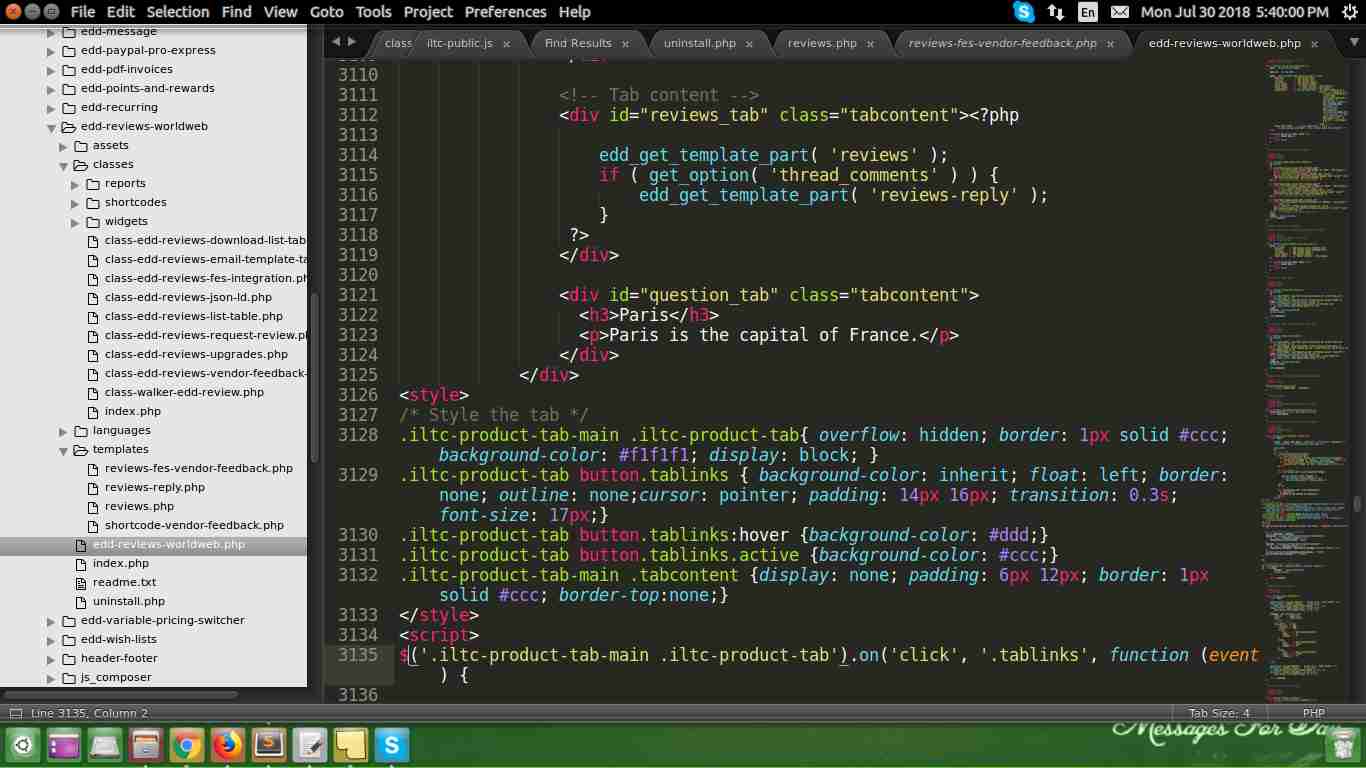 File Edit Selection Find View Goto Tools Project Preferences Help
En Mon Jul 30 2018 5:40:00 PM
edd-message
edd-paypal-pro-express
edd-pdf-invoices
edd-points-and-rewards
edd-recurring
edd-reviews-worldweb
assets
classes
reports
shortcodes
widgets
class-edd-reviews-download-list-tab
class-edd-reviews-email-template-ta
class-edd-reviews-fes-integration.ph
class-edd-reviews-json-ld.php
class-edd-reviews-list-table.php
class-edd-reviews-request-review.p
class-edd-reviews-upgrades.php
class-edd-reviews-vendor-feedback-
class-walker-edd-review.php
index.php
languages
templates
reviews-fes-vendor-feedback.php
reviews-reply.php
reviews.php
shortcode-vendor-feedback.php
edd-reviews-worldweb.php
index.php
readme.txt
uninstall.php
edd-variable-pricing-switcher
edd-wish-lists
header-footer
js_composer
class iltc-public.js × Find Results × uninstall.php × reviews.php × reviews-fes-vendor-feedback.php × edd-reviews-worldweb.php ×
3110
3111 <!-- Tab content -->
3112 <div id="reviews_tab" class="tabcontent"><?php
3113
3114 edd_get_template_part( 'reviews' );
3115 if ( get_option( 'thread_comments' ) ) {
3116 edd_get_template_part( 'reviews-reply' );
3117 }
3118 ?>
3119 </div>
3120
3121 <div id="question_tab" class="tabcontent">
3122 <h3>Paris</h3>
3123 <p>Paris is the capital of France.</p>
3124 </div>
3125 </div>
3126 <style>
3127 /* Style the tab */
3128 .iltc-product-tab-main .iltc-product-tab{ overflow: hidden; border: 1px solid #ccc;
background-color: #f1f1f1; display: block; }
3129 .iltc-product-tab button.tablinks { background-color: inherit; float: left; border:
none; outline: none;cursor: pointer; padding: 14px 16px; transition: 0.3s;
font-size: 17px;}
3130 .iltc-product-tab button.tablinks:hover {background-color: #ddd;}
3131 .iltc-product-tab button.tablinks.active {background-color: #ccc;}
3132 .iltc-product-tab-main .tabcontent {display: none; padding: 6px 12px; border: 1px
solid #ccc; border-top:none;}
3133 </style>
3134 <script>
3135 $('.iltc-product-tab-main .iltc-product-tab').on('click', '.tablinks', function (event
) {
3136
Line 3135, Column 2 Tab Size: 4 PHP
Messages For Day